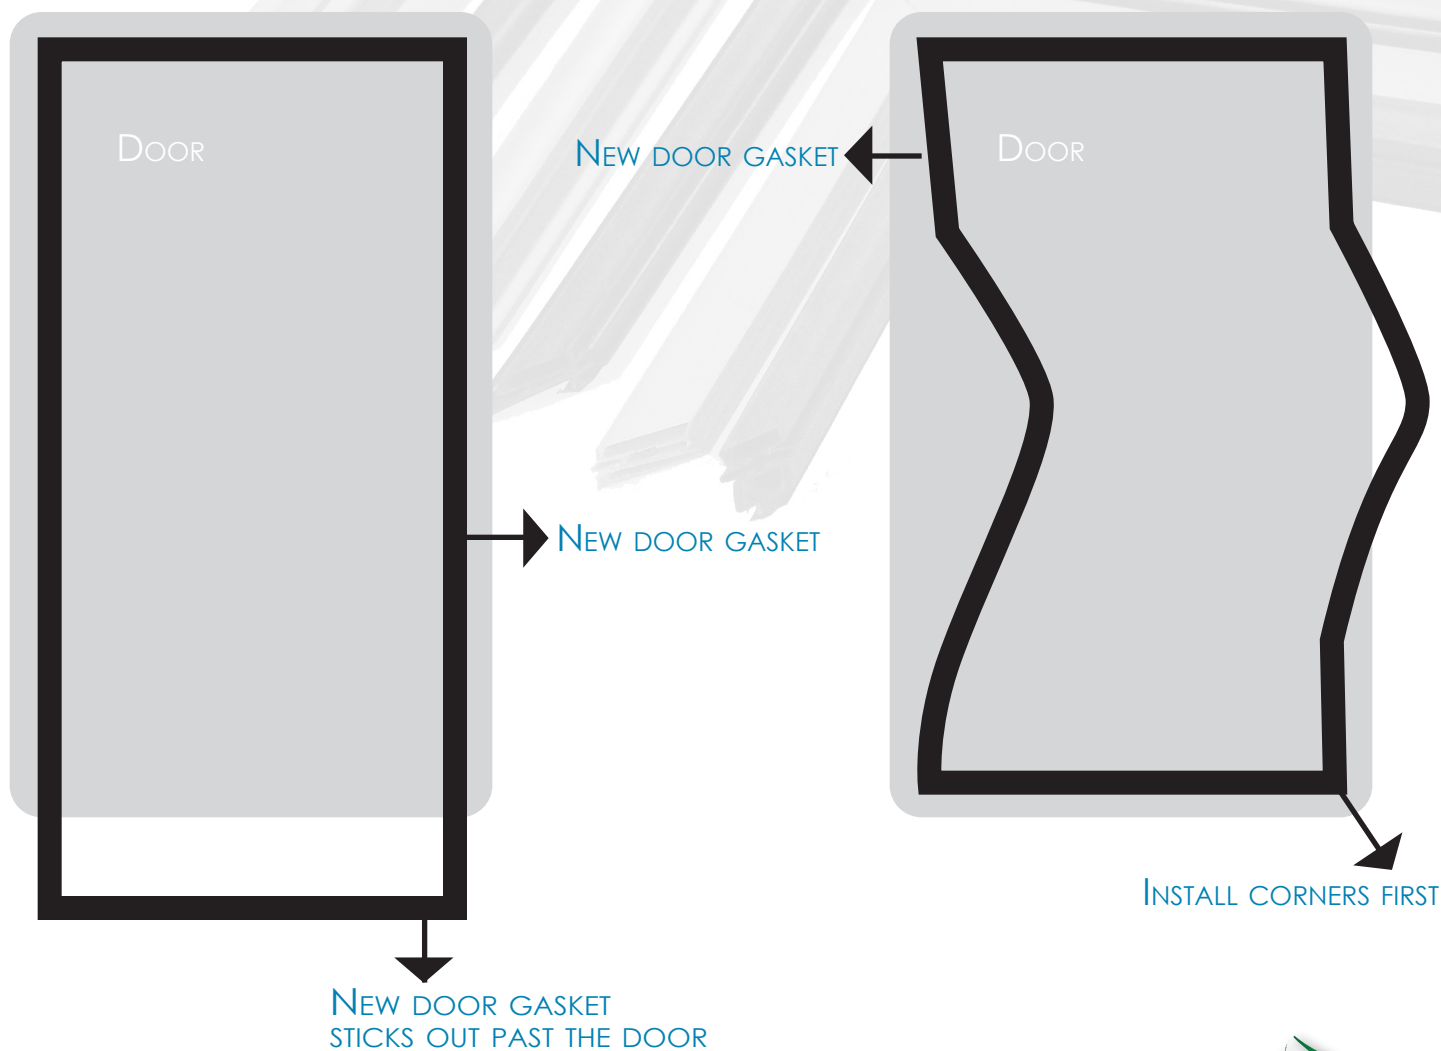 Door
New door gasket
Door
New door gasket
Install corners first
New door gasket
sticks out past the door